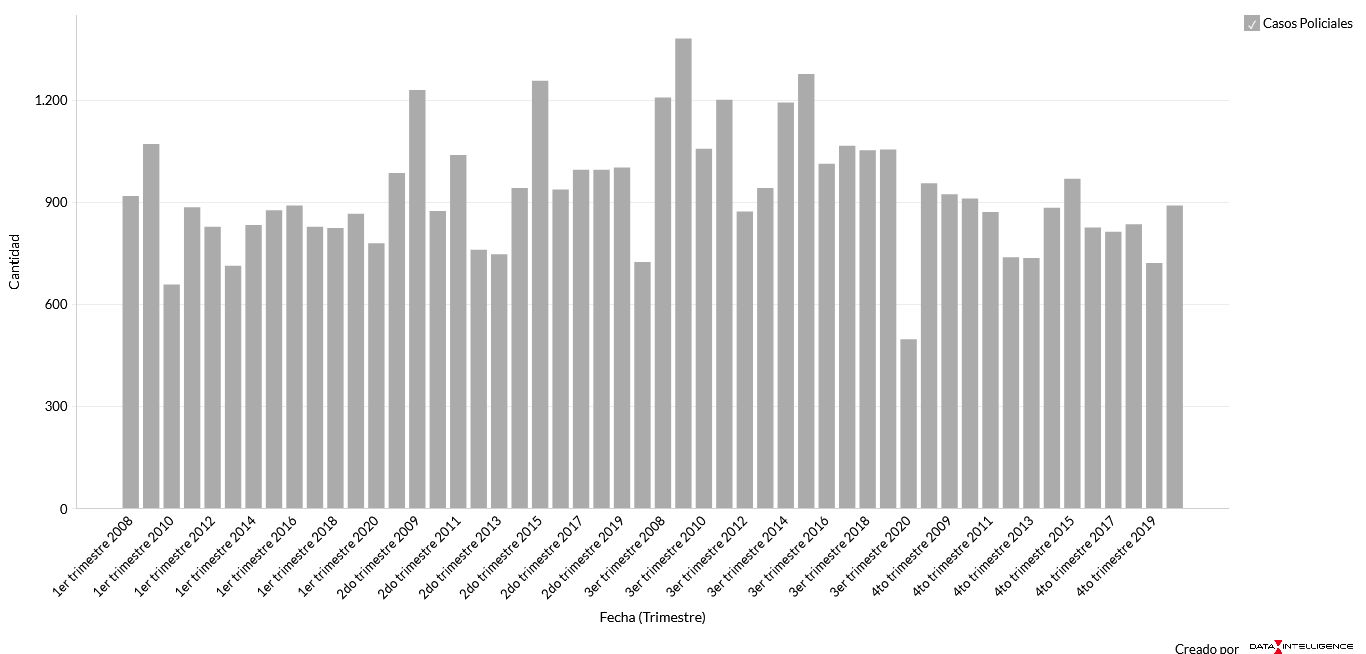 Casos Policiales
1.200
900
600
300
0
Cantidad
1er trimestre 2008
1er trimestre 2010
1er trimestre 2012
1er trimestre 2014
1er trimestre 2016
1er trimestre 2018
1er trimestre 2020
2do trimestre 2009
2do trimestre 2011
2do trimestre 2013
2do trimestre 2015
2do trimestre 2017
2do trimestre 2019
3er trimestre 2008
3er trimestre 2010
3er trimestre 2012
3er trimestre 2014
3er trimestre 2016
3er trimestre 2018
3er trimestre 2020
4to trimestre 2009
4to trimestre 2011
4to trimestre 2013
4to trimestre 2015
4to trimestre 2017
4to trimestre 2019
Fecha (Trimestre)
Creado por DATA INTELLIGENCE